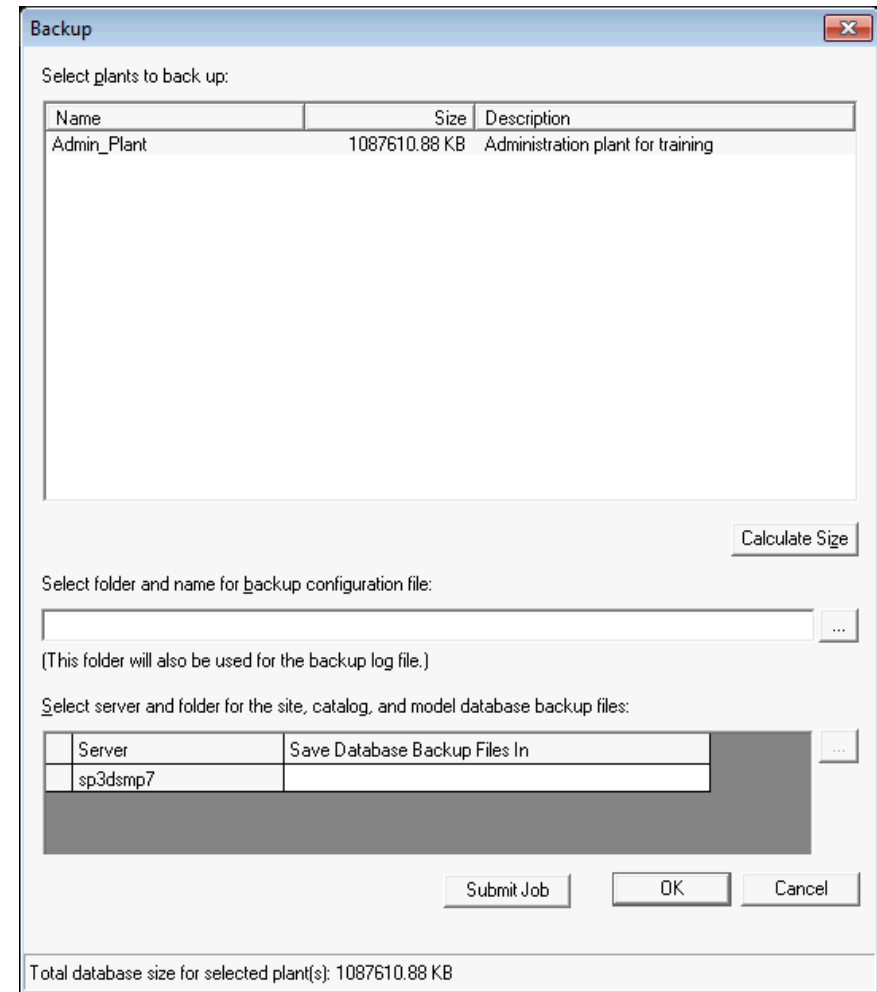 Backup
Select plants to back up:
Name Size Description
Admin_Plant 1087610.88 KB Administration plant for training
Calculate Size
Select folder and name for backup configuration file:
...
(This folder will also be used for the backup log file.)
Select server and folder for the site, catalog, and model database backup files:
Server Save Database Backup Files In
...
sp3dsmp7
Submit Job OK Cancel
Total database size for selected plant(s): 1087610.88 KB